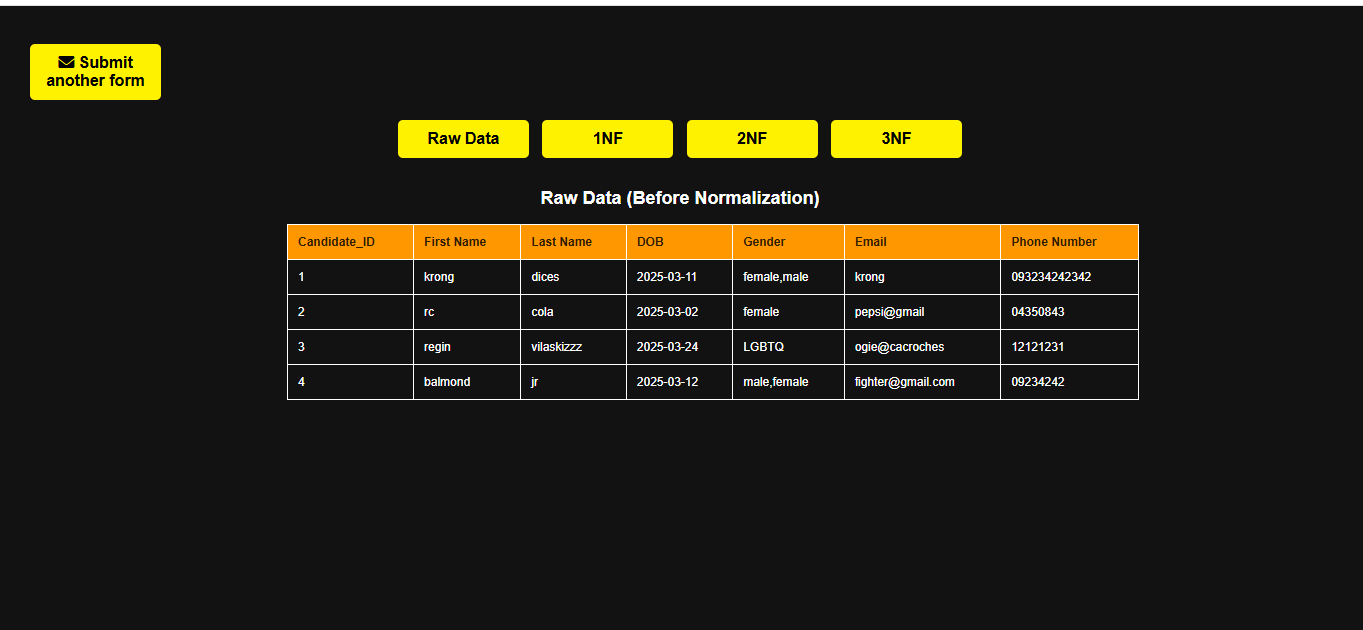 Submit
another form
Raw Data 1NF 2NF 3NF
Raw Data (Before Normalization)
Candidate_ID First Name Last Name DOB Gender Email Phone Number
1 krong dices 2025-03-11 female,male krong 093234242342
2 rc cola 2025-03-02 female pepsi@gmail 04350843
3 regin vilaskizzz 2025-03-24 LGBTQ ogie@cacroches 12121231
4 balmond jr 2025-03-12 male,female fighter@gmail.com 09234242